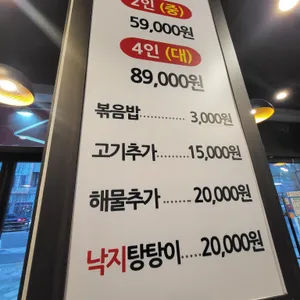 2인 (중)
59,000원
4인 (대)
89,000원
볶음밥.............. 3,000원
고기추가.........15,000원
해물추가 ....... 20,000원
낙지탕탕이.....20,000원